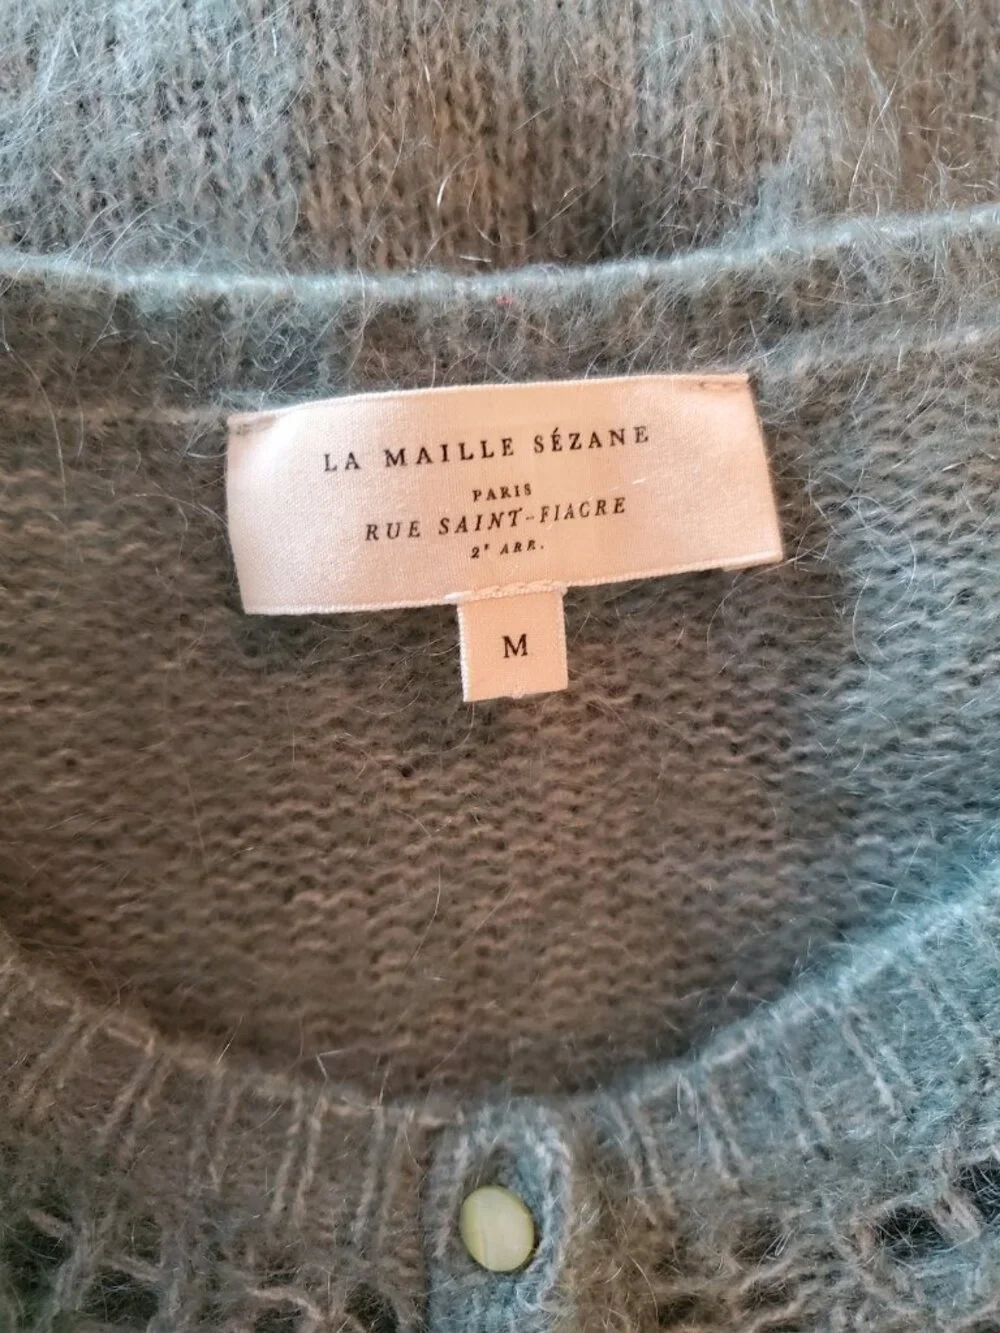 LA MAILLE SÉZANE
PARIS
RUE SAINT-FIACRE
2e ARR.
M